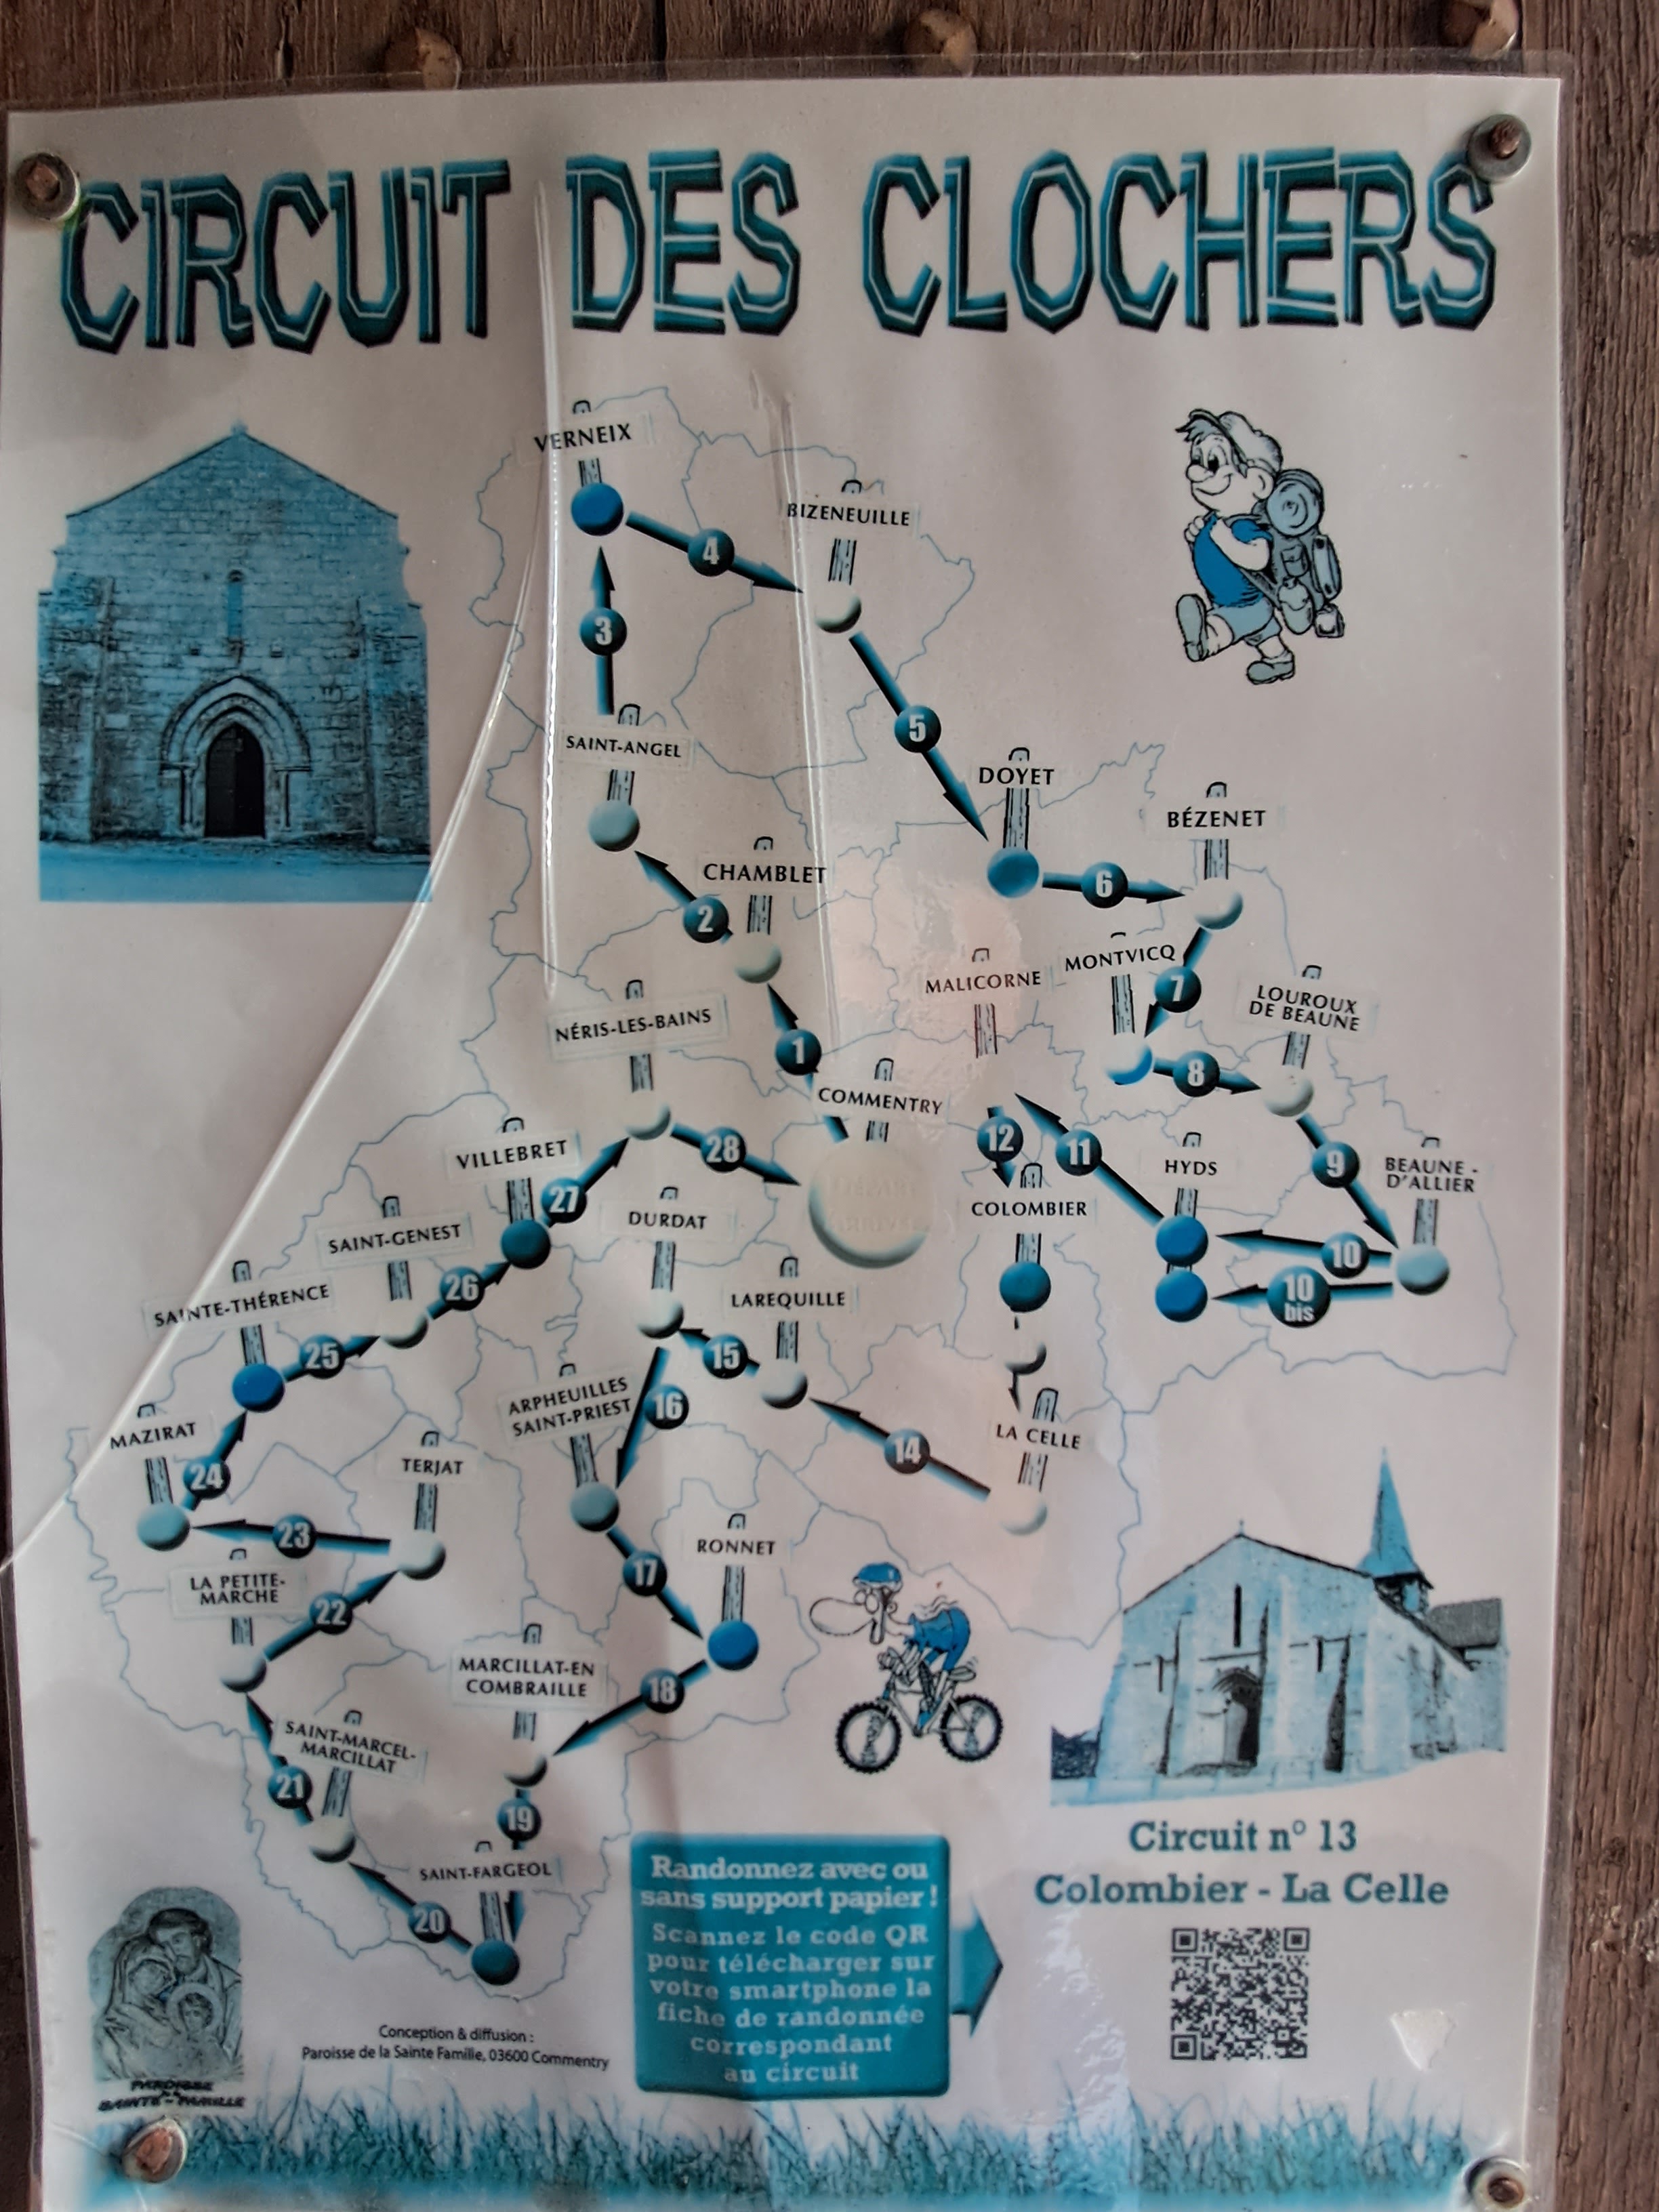 CIRCUIT DES CLOCHERS
VERNEIX
BIZENEUILLE
4
3
SAINT-ANGEL
5
DOYET
BÉZENET
CHAMBLET
6
2
MONTVICQ
MALICORNE
7
LOUROUX
DE BEAUNE
NÉRIS-LES-BAINS
1
8
COMMENTRY
VILLEBRET
28
12
11
HYDS
9
BEAUNE-
D'ALLIER
27
DURDAT
COLOMBIER
SAINT-GENEST
10
26
SAINTE-THÉRENCE
LAREQUILLE
10
bis
25
15
ARPHEUILLES
SAINT-PRIEST
16
MAZIRAT
LA CELLE
14
TERJAT
24
23
RONNET
17
LA PETITE-
MARCHE
22
MARCILLAT-EN
COMBRAILLE
18
SAINT-MARCEL-
MARCILLAT
21
19
SAINT-FARGEOL
20
Circuit n° 13
Colombier - La Celle
Randonnez avec ou
sans support papier !
Scannez le code QR
pour télécharger sur
votre smartphone la
fiche de randonnée
correspondant
au circuit
Conception & diffusion :
Paroisse de la Sainte Famille, 03600 Commentry
PAROISSE
SAINTE-FAMILLE